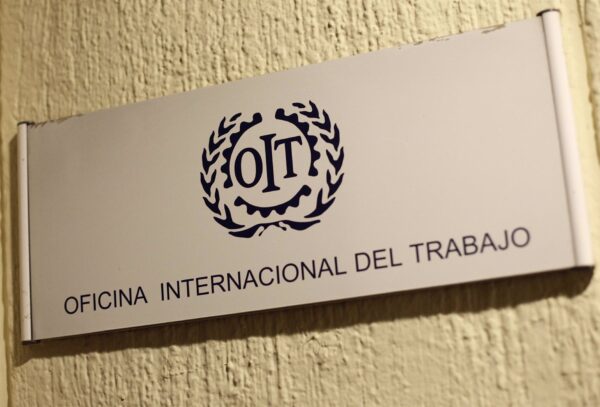 OIT
OFICINA INTERNACIONAL DEL TRABAJO